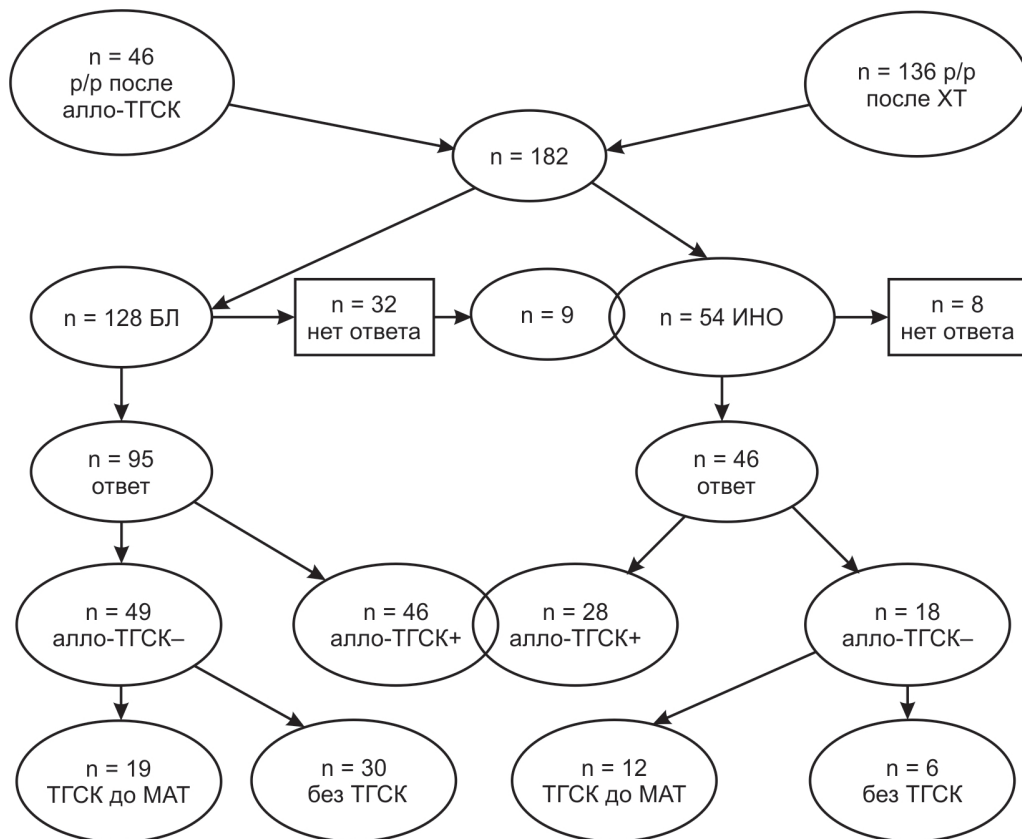 n = 46
р/р после
алло-ТГСК
n = 136 р/р
после ХТ
n = 182
n = 128 БЛ
n = 32
нет ответа
n = 9
n = 54 ИНО
n = 8
нет ответа
n = 95
ответ
n = 46
ответ
n = 49
алло-ТГСК–
n = 46
алло-ТГСК+
n = 28
алло-ТГСК+
n = 18
алло-ТГСК–
n = 19
ТГСК до МАТ
n = 30
без ТГСК
n = 12
ТГСК до МАТ
n = 6
без ТГСК